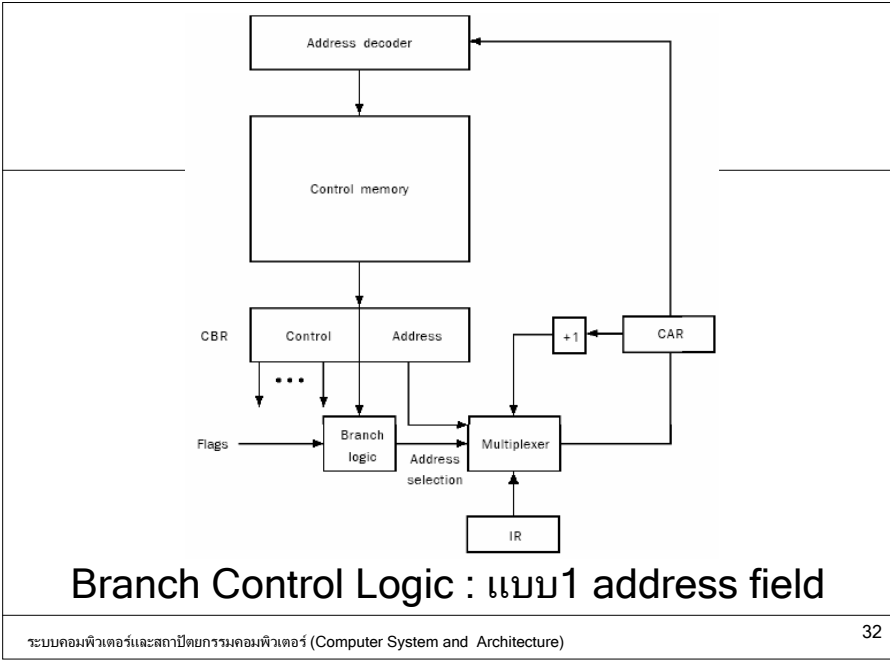 Address decoder
Control memory
CBR
Control
Address
+1
CAR
•••
Flags
Branch
logic
Address
selection
Multiplexer
IR
Branch Control Logic : แบบ1 address field
ระบบคอมพิวเตอร์และสถาปัตยกรรมคอมพิวเตอร์ (Computer System and Architecture)
32